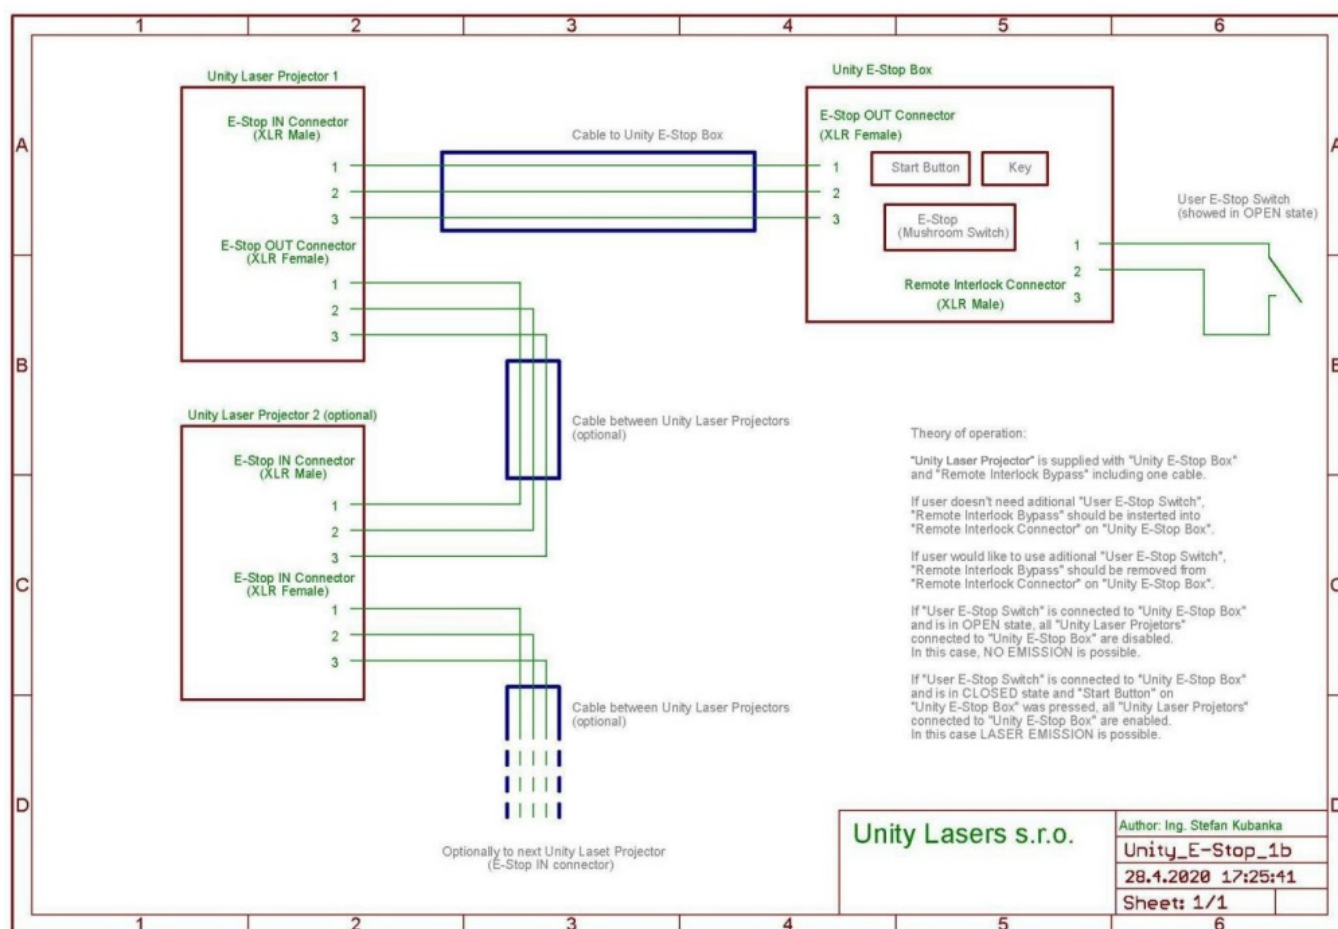 1 2 3 4 5 6
A
A
B
B
C
C
D
D
Unity Laser Projector 1
E-Stop IN Connector
(XLR Male)
1
2
3
E-Stop OUT Connector
(XLR Female)
1
2
3
Cable to Unity E-Stop Box
Unity E-Stop Box
E-Stop OUT Connector
(XLR Female)
1
2
3
Start Button
Key
E-Stop
(Mushroom Switch)
Remote Interlock Connector
(XLR Male)
1
2
3
User E-Stop Switch
(showed in OPEN state)
Cable between Unity Laser Projectors
(optional)
Unity Laser Projector 2 (optional)
E-Stop IN Connector
(XLR Male)
1
2
3
E-Stop IN Connector
(XLR Female)
1
2
3
Cable between Unity Laser Projectors
(optional)
Optionally to next Unity Laset Projector
(E-Stop IN connector)
Theory of operation:
"Unity Laser Projector" is supplied with "Unity E-Stop Box"
and "Remote Interlock Bypass" including one cable.
If user doesn't need aditional "User E-Stop Switch",
"Remote Interlock Bypass" should be insterted into
"Remote Interlock Connector" on "Unity E-Stop Box".
If user would like to use aditional "User E-Stop Switch",
"Remote Interlock Bypass" should be removed from
"Remote Interlock Connector" on "Unity E-Stop Box".
If "User E-Stop Switch" is connected to "Unity E-Stop Box"
and is in OPEN state, all "Unity Laser Projetors"
connected to "Unity E-Stop Box" are disabled.
In this case, NO EMISSION is possible.
If "User E-Stop Switch" is connected to "Unity E-Stop Box"
and is in CLOSED state and "Start Button" on
"Unity E-Stop Box" was pressed, all "Unity Laser Projetors"
connected to "Unity E-Stop Box" are enabled.
In this case LASER EMISSION is possible.
Unity Lasers s.r.o.
Author: Ing. Stefan Kubanka
Unity_E-Stop_1b
28.4.2020 17:25:41
Sheet: 1/1
1 2 3 4 5 6